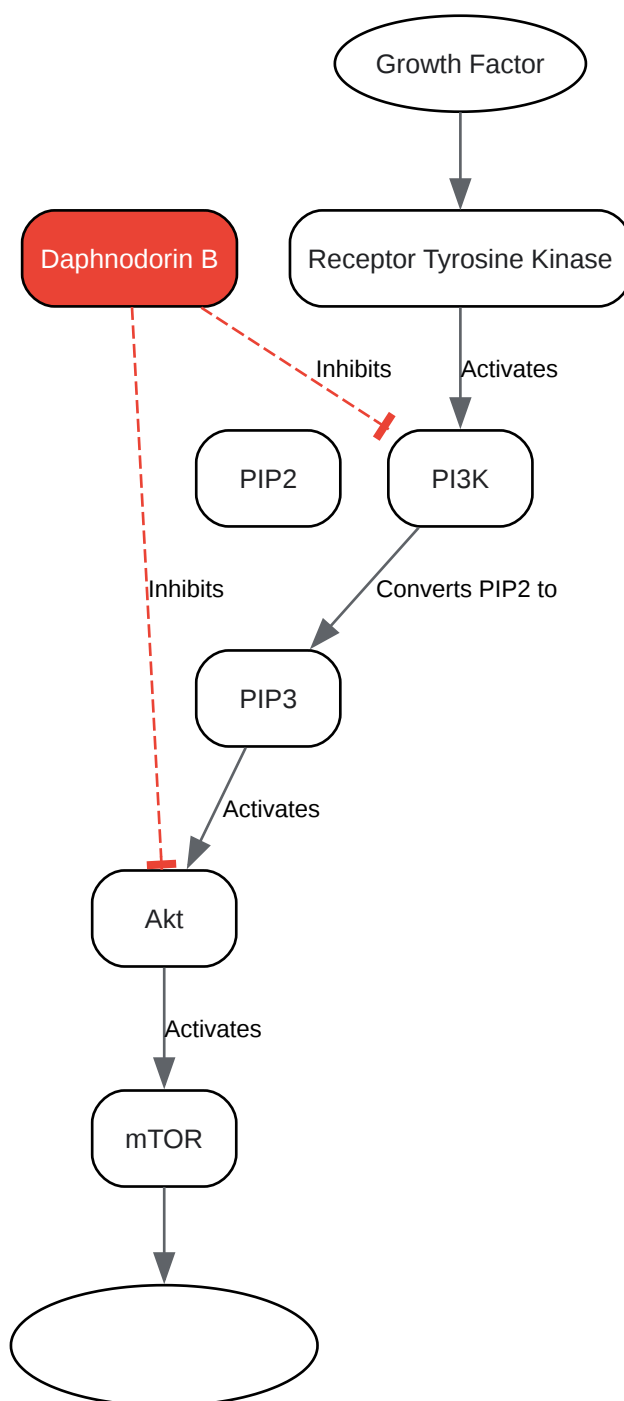 Growth Factor
Daphnodorin B
Receptor Tyrosine Kinase
Inhibits
Activates
PIP2
PI3K
Inhibits
Converts PIP2 to
PIP3
Activates
Akt
Activates
mTOR